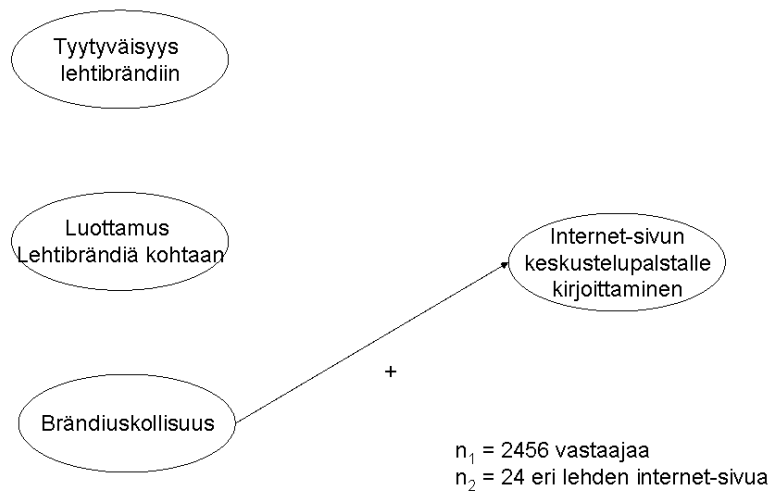 Tyytyväisyys
lehtibrändiin
Luottamus
Lehtibrändiä kohtaan
Internet-sivun
keskustelupalstalle
kirjoittaminen
+
Brändiuskollisuus
n₁ = 2456 vastaajaa
n₂ = 24 eri lehden internet-sivua